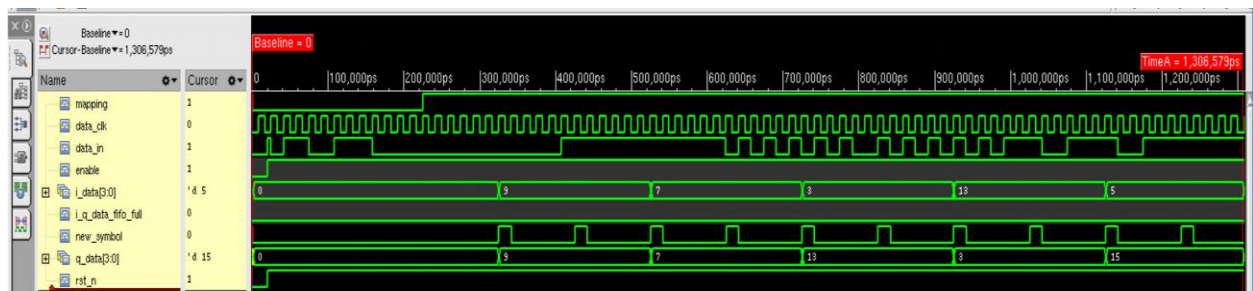 Baseline ▾= 0
Cursor-Baseline ▾= 1,306,579ps
Baseline = 0
TimeA = 1,306,579ps
Name Cursor 0 100,000ps 200,000ps 300,000ps 400,000ps 500,000ps 600,000ps 700,000ps 800,000ps 900,000ps 1,000,000ps 1,100,000ps 1,200,000ps
mapping 1
data_clk 0
data_in 1
enable 1
i_data[3:0] 'd 5 0 9 7 3 13 5
i_q_data_fifo_full 0
new_symbol 0
q_data[3:0] 'd 15 0 9 7 13 3 15
rst_n 1